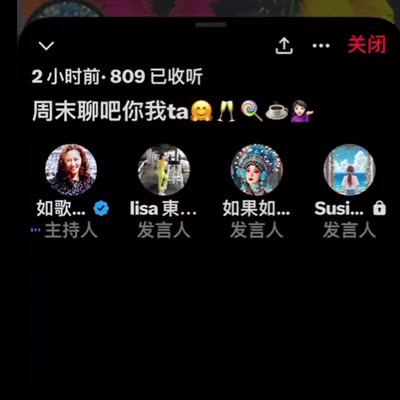 关闭
2 小时前· 809 已收听
周末聊吧你我ta🤗🥂🍭☕💁🏻‍♀️
如歌... lisa 東... 如果如... Susi...
主持人 发言人 发言人 发言人